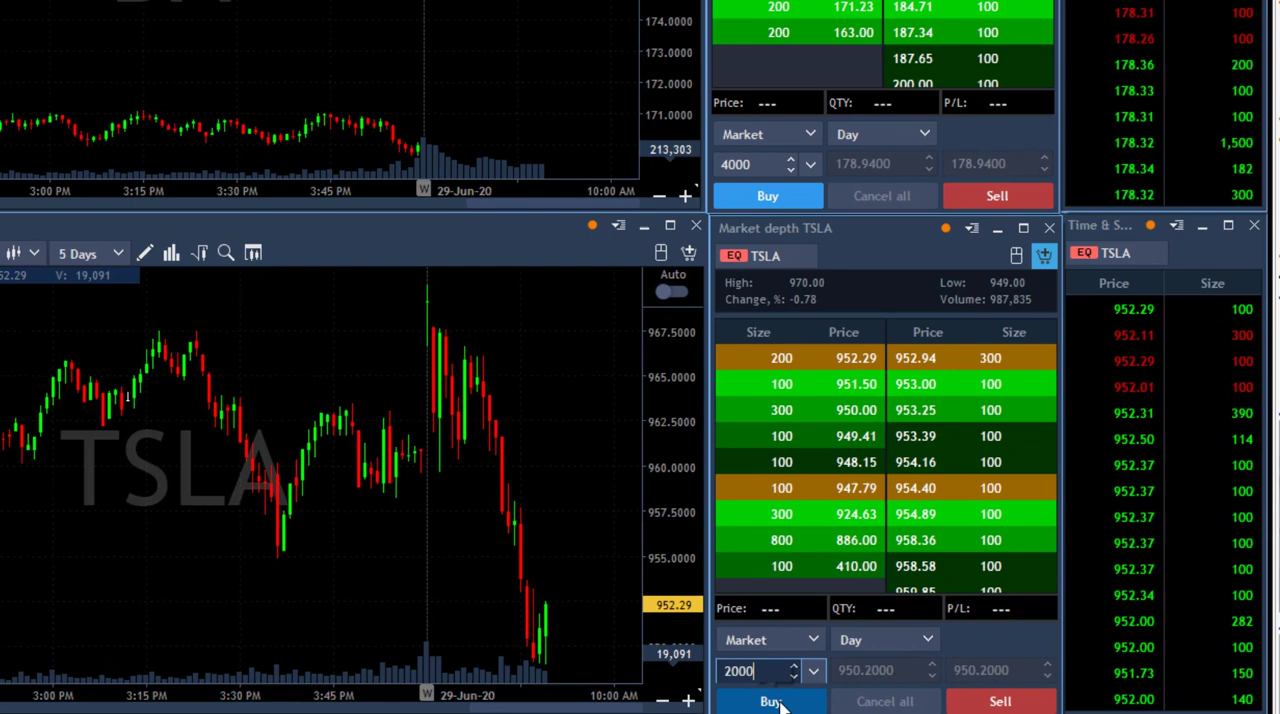 174.0000
173.0000
172.0000
171.0000
213,303
3:00 PM 3:15 PM 3:30 PM 3:45 PM W 29-Jun-20 10:00 AM
200 171.23 184.71 100
200 163.00 187.34 100
187.65 100
200.00 100
Price: --- QTY: --- P/L: ---
Market Day
4000 178.9400 178.9400
Buy Cancel all Sell
178.31 100
178.26 100
178.36 200
178.33 100
178.31 100
178.32 1,500
178.34 182
178.32 300
5 Days
52.29 V: 19,091
Auto
967.5000
965.0000
962.5000
960.0000
957.5000
955.0000
952.29
19,091
TSLA
3:00 PM 3:15 PM 3:30 PM 3:45 PM W 29-Jun-20 10:00 AM
Market depth TSLA
EQ TSLA
High: 970.00 Low: 949.00
Change, %: -0.78 Volume: 987,835
Size Price Price Size
200 952.29 952.94 300
100 951.50 953.00 100
300 950.00 953.25 100
100 949.41 953.39 100
100 948.15 954.16 100
100 947.79 954.40 100
300 924.63 954.89 100
800 886.00 958.36 100
100 410.00 958.58 100
959.85 100
Price: --- QTY: --- P/L: ---
Market Day
2000 950.2000 950.2000
Buy Cancel all Sell
Time & S...
EQ TSLA
Price Size
952.29 100
952.11 300
952.29 100
952.01 100
952.31 390
952.50 114
952.37 100
952.37 100
952.37 100
952.37 100
952.37 100
952.34 100
952.00 282
952.00 100
951.73 150
952.00 140